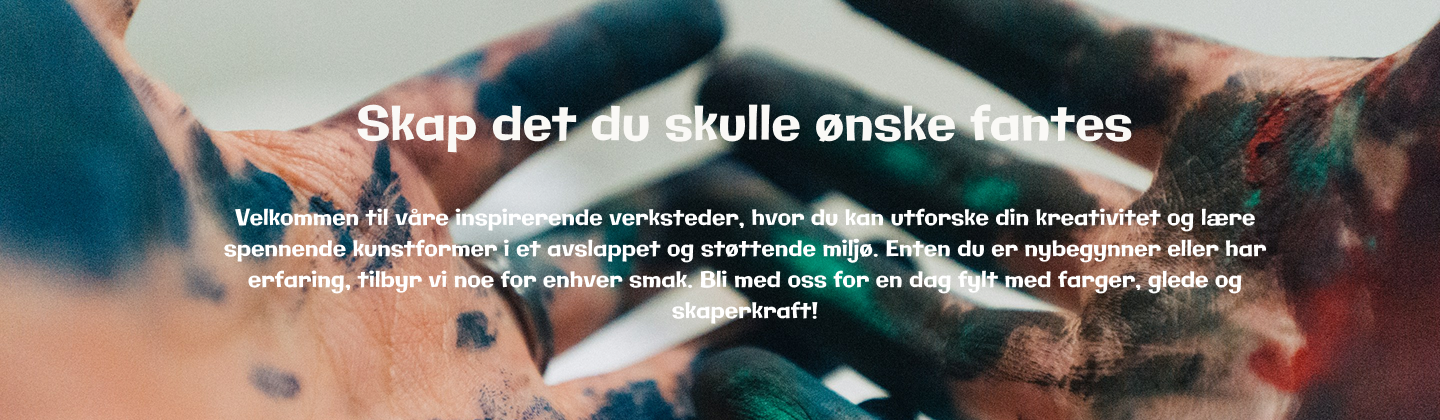 Skap det du skulle ønske fantes
Velkommen til våre inspirerende verksteder, hvor du kan utforske din kreativitet og lære
spennende kunstformer i et avslappet og støttende miljø. Enten du er nybegynner eller har
erfaring, tilbyr vi noe for enhver smak. Bli med oss for en dag fylt med farger, glede og
skaperkraft!